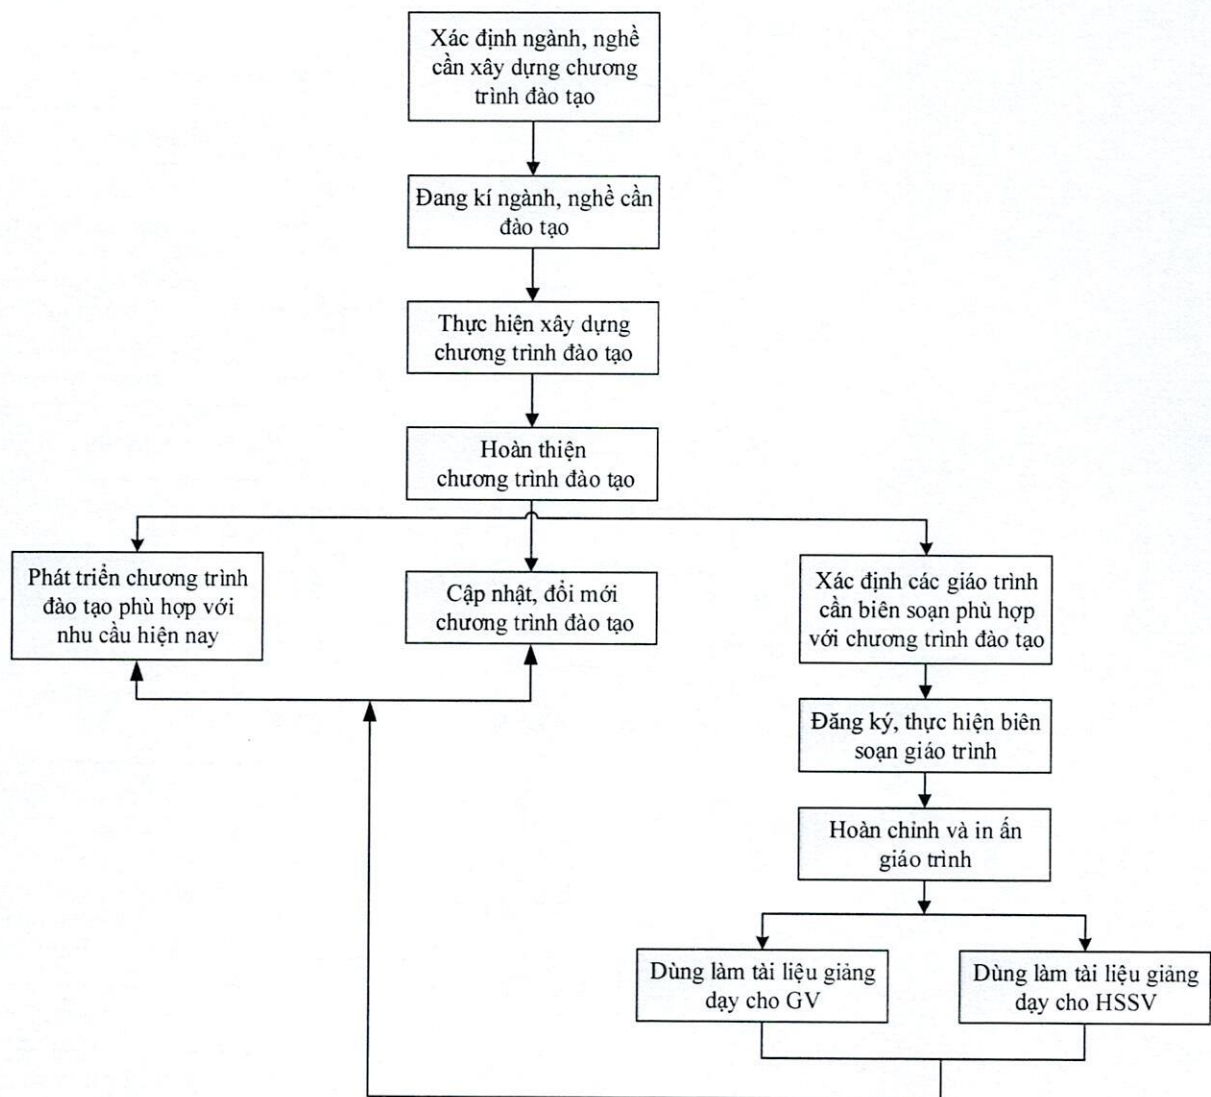 Xác định ngành, nghề
cần xây dựng chương
trình đào tạo
Đang kí ngành, nghề cần
đào tạo
Thực hiện xây dựng
chương trình đào tạo
Hoàn thiện
chương trình đào tạo
Phát triển chương trình
đào tạo phù hợp với
nhu cầu hiện nay
Cập nhật, đổi mới
chương trình đào tạo
Xác định các giáo trình
cần biên soạn phù hợp
với chương trình đào tạo
Đăng ký, thực hiện biên
soạn giáo trình
Hoàn chỉnh và in ấn
giáo trình
Dùng làm tài liệu giảng
dạy cho GV
Dùng làm tài liệu giảng
dạy cho HSSV